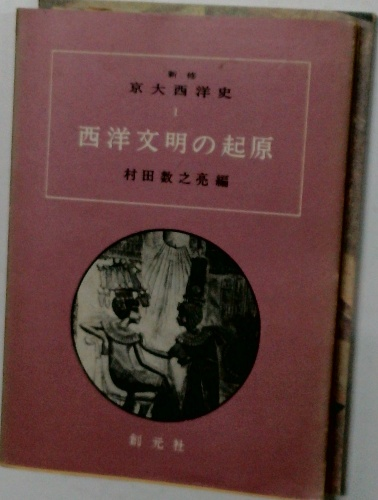 新修
京大西洋史
1
西洋文明の起原
村田数之亮編
創元社